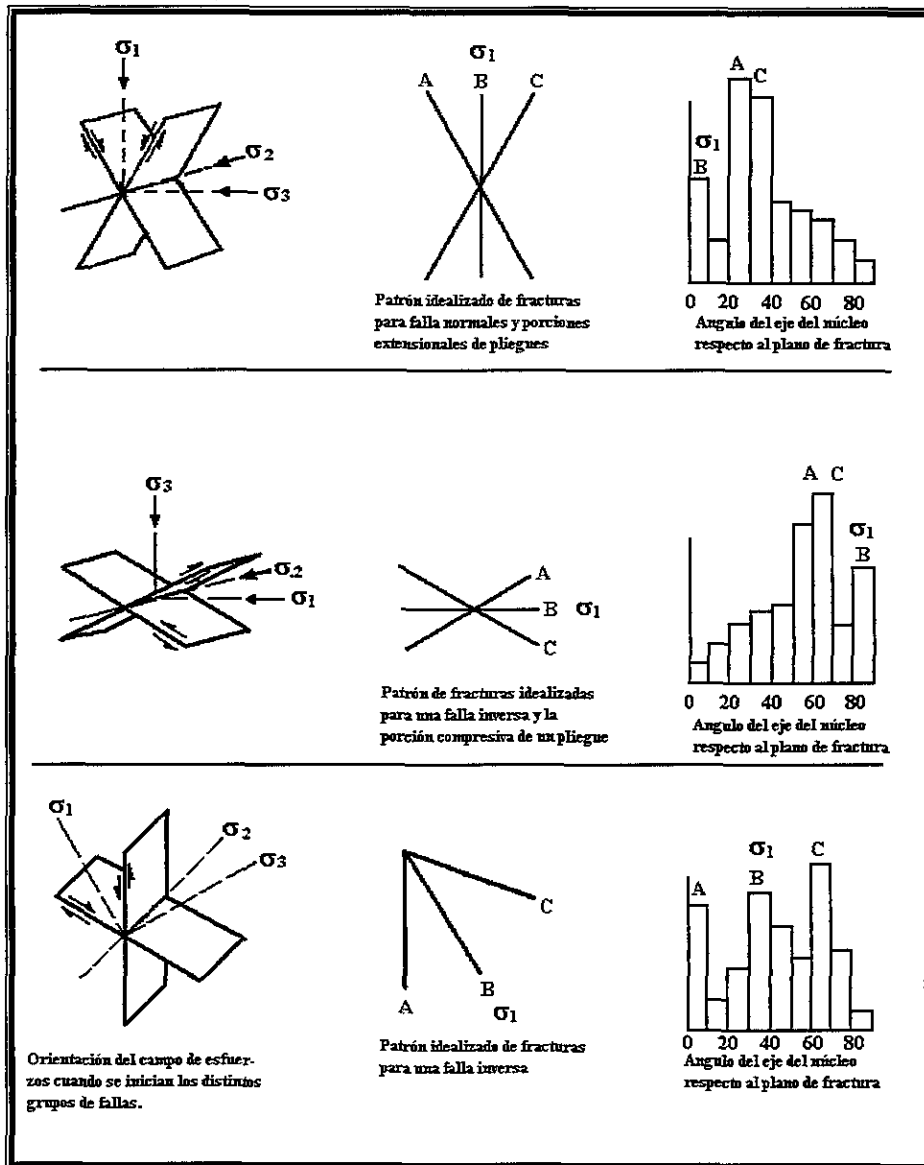 σ1
σ2
σ3
A
σ1
B
C
Patrón idealizado de fracturas
para falla normales y porciones
extensionales de pliegues
A
C
σ1
B
0 20 40 60 80
Angulo del eje del núcleo
respecto al plano de fractura
σ3
σ2
σ1
A
B σ1
C
Patrón de fracturas idealizadas
para una falla inversa y la
porción compresiva de un pliegue
A C
σ1
B
0 20 40 60 80
Angulo del eje del núcleo
respecto al plano de fractura
σ1
σ2
σ3
Orientación del campo de esfuer-
zos cuando se inician los distintos
grupos de fallas.
C
B
A
σ1
Patrón idealizado de fracturas
para una falla inversa
A
σ1
B
C
0 20 40 60 80
Angulo del eje del núcleo
respecto al plano de fractura